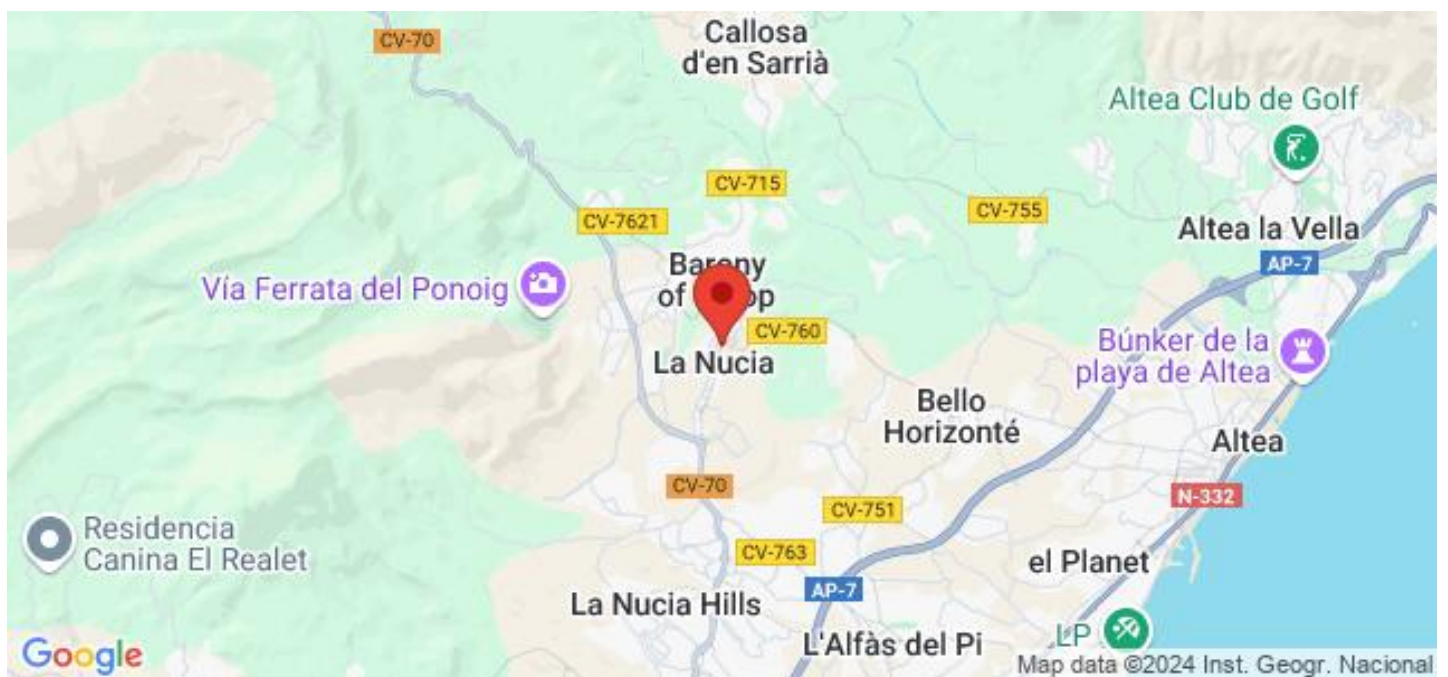 CV-70
Callosa
d'en Sarrià
Altea Club de Golf
CV-715
CV-7621
CV-755
Altea la Vella
AP-7
Vía Ferrata del Ponoig
Barony
of
CV-760
La Nucia
Búnker de la
playa de Altea
Bello
Horizonté
Altea
CV-70
N-332
CV-751
Residencia
Canina El Realet
CV-763
el Planet
AP-7
La Nucia Hills
L'Alfàs del Pi
LP
Google
Map data ©2024 Inst. Geogr. Nacional